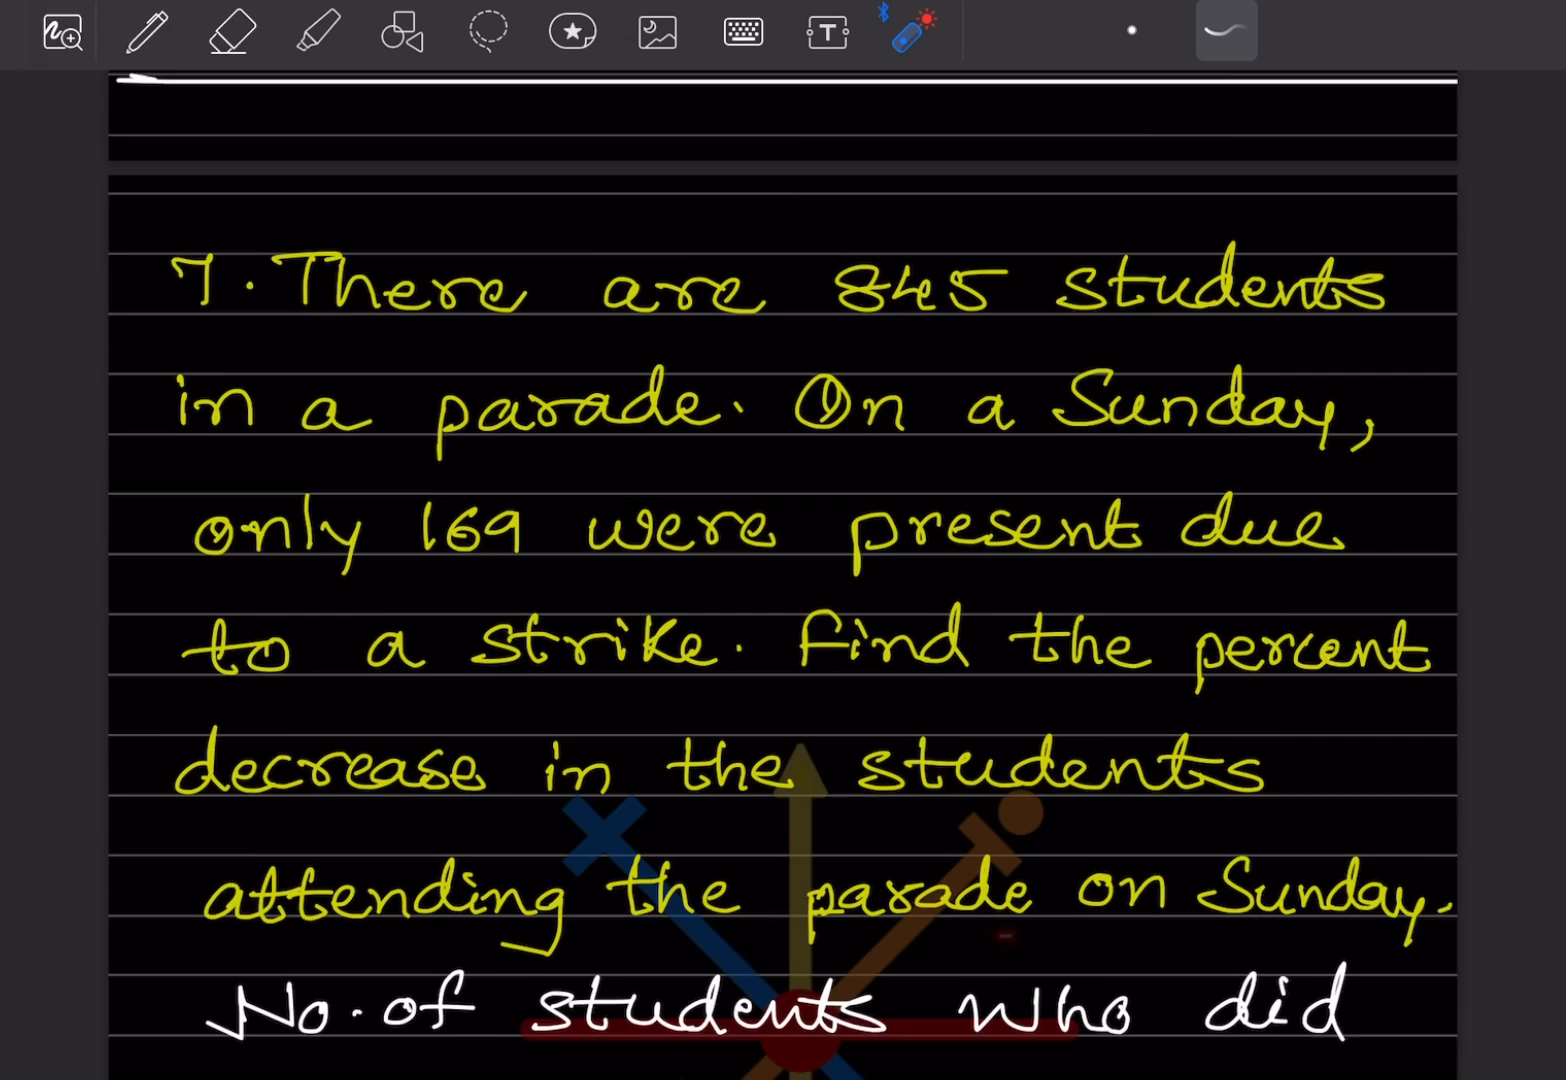 7. There are 845 students
in a parade. On a Sunday,
only 169 were present due
to a strike. Find the percent
decrease in the students
attending the parade on Sunday.
No. of students who did